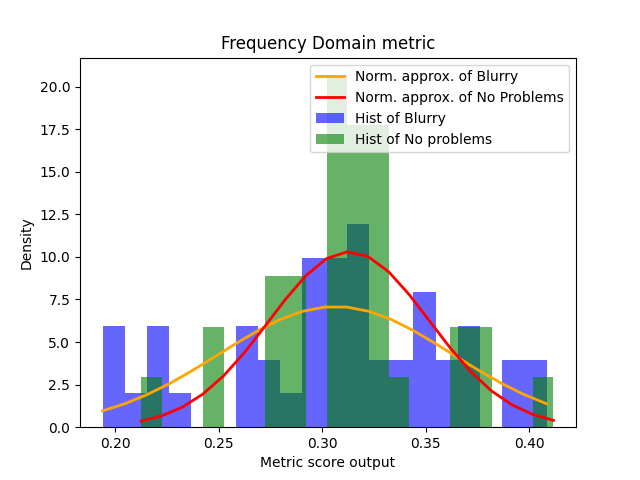 Frequency Domain metric
Norm. approx. of Blurry
Norm. approx. of No Problems
Hist of Blurry
Hist of No problems
Density
20.0
17.5
15.0
12.5
10.0
7.5
5.0
2.5
0.0
0.20 0.25 0.30 0.35 0.40
Metric score output